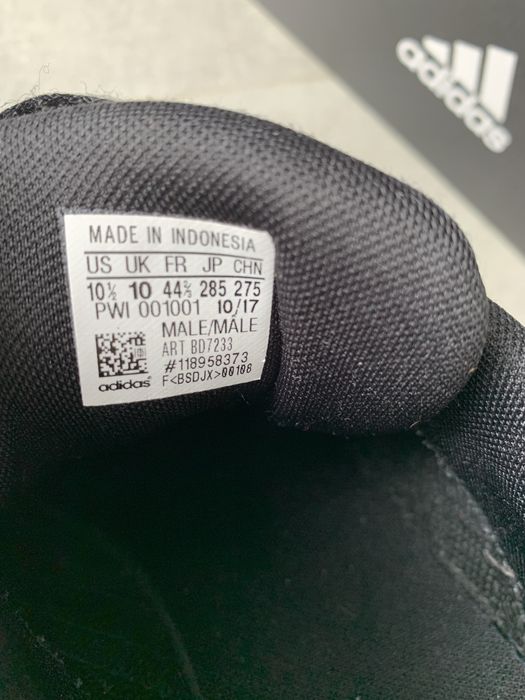 adidas
MADE IN INDONESIA
US UK FR JP CHN
10½ 10 44⅔ 285 275
PWI 001001 10/17
MALE/MÂLE
ART BD7233
#118958373
adidas F<BSDJX>00108